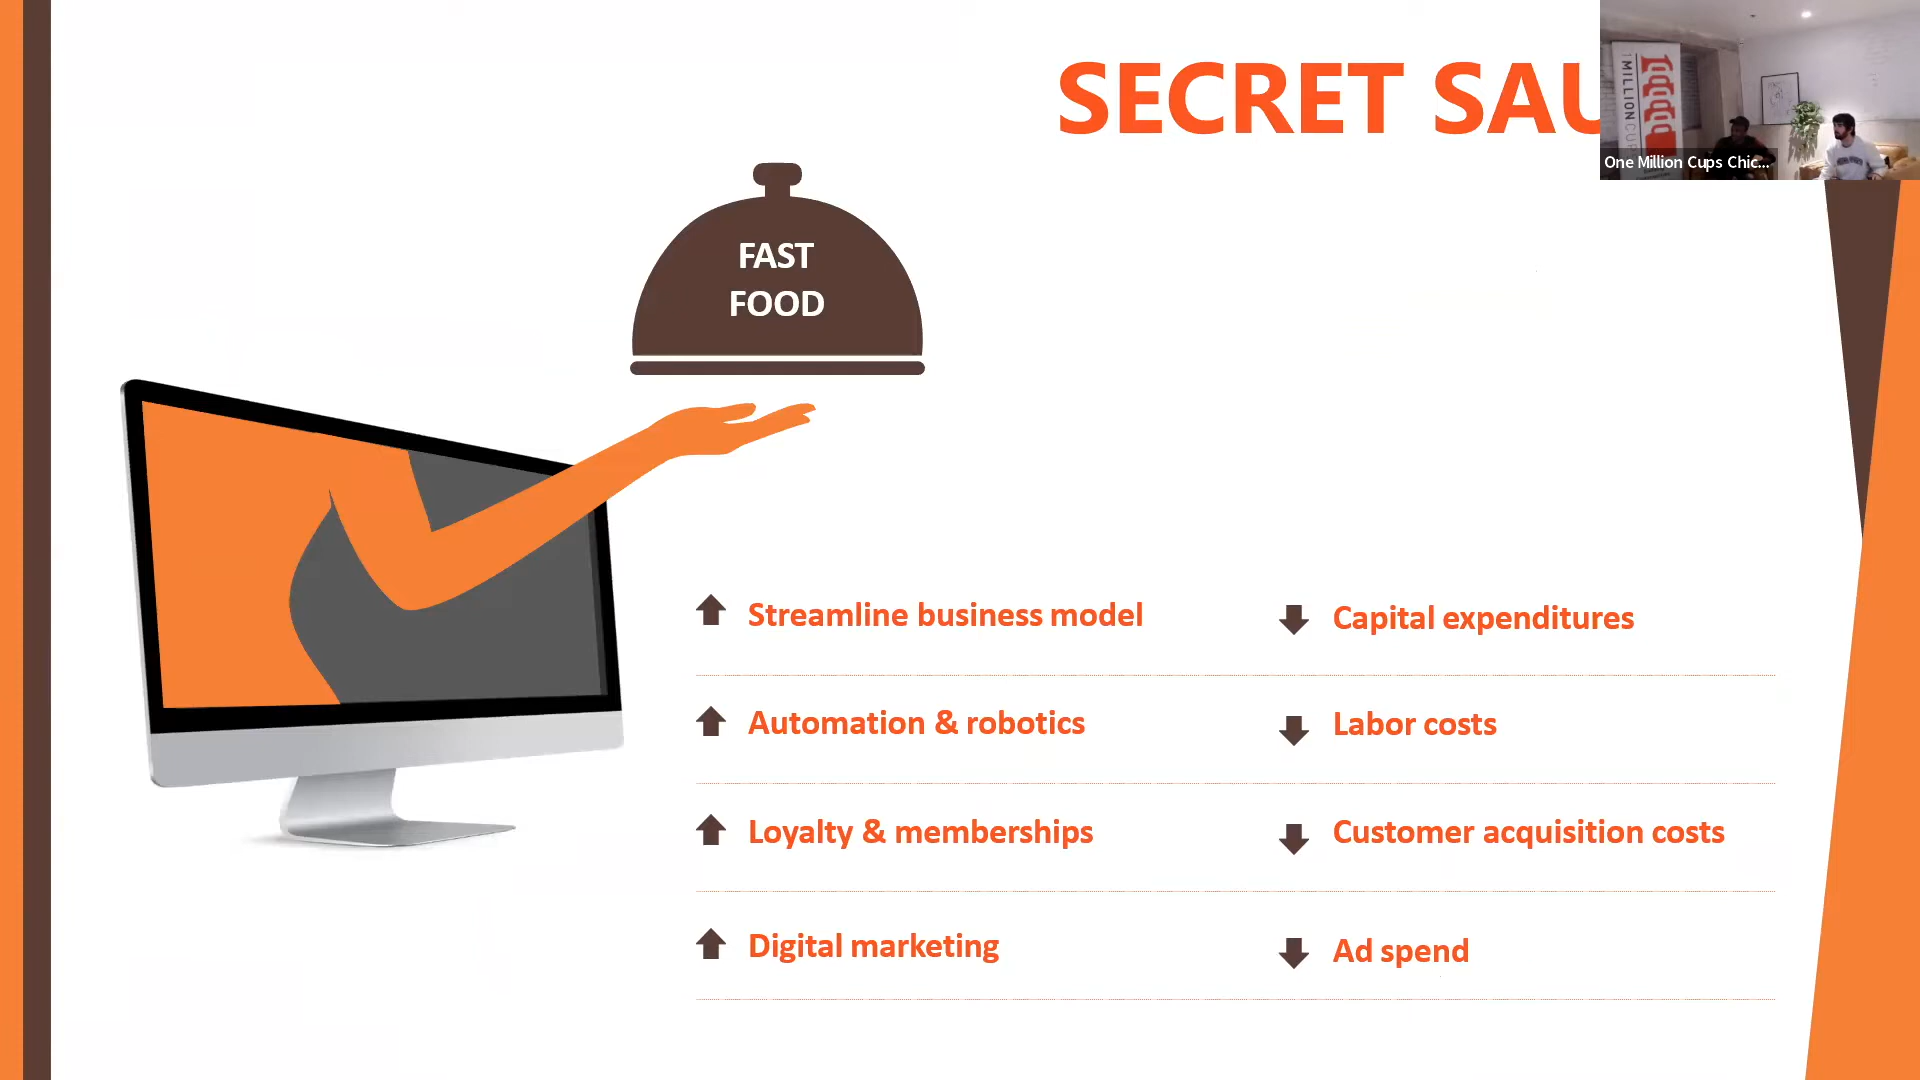 SECRET SAU
1MILLIONCUP
One Million Cups Chic...
FAST
FOOD
Streamline business model
Capital expenditures
Automation & robotics
Labor costs
Loyalty & memberships
Customer acquisition costs
Digital marketing
Ad spend